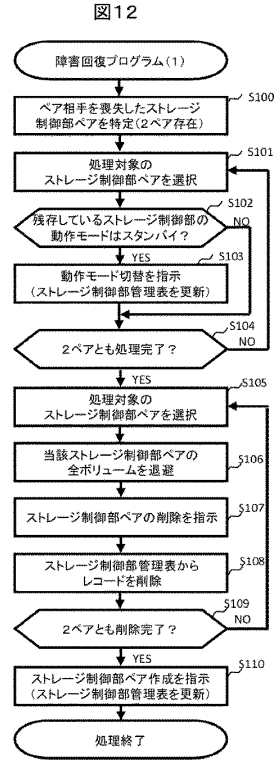 図12
障害回復プログラム(1)
S100
ペア相手を喪失したストレージ
制御部ペアを特定(2ペア存在)
S101
処理対象の
ストレージ制御部ペアを選択
S102
残存しているストレージ制御部の
動作モードはスタンバイ?
NO
YES
S103
動作モード切替を指示
(ストレージ制御部管理表を更新)
S104
2ペアとも処理完了?
NO
YES
S105
処理対象の
ストレージ制御部ペアを選択
当該ストレージ制御部ペアの
全ボリュームを退避
S106
ストレージ制御部ペアの削除を指示
S107
ストレージ制御部管理表から
レコードを削除
S108
S109
2ペアとも削除完了?
NO
YES
S110
ストレージ制御部ペア作成を指示
(ストレージ制御部管理表を更新)
処理終了